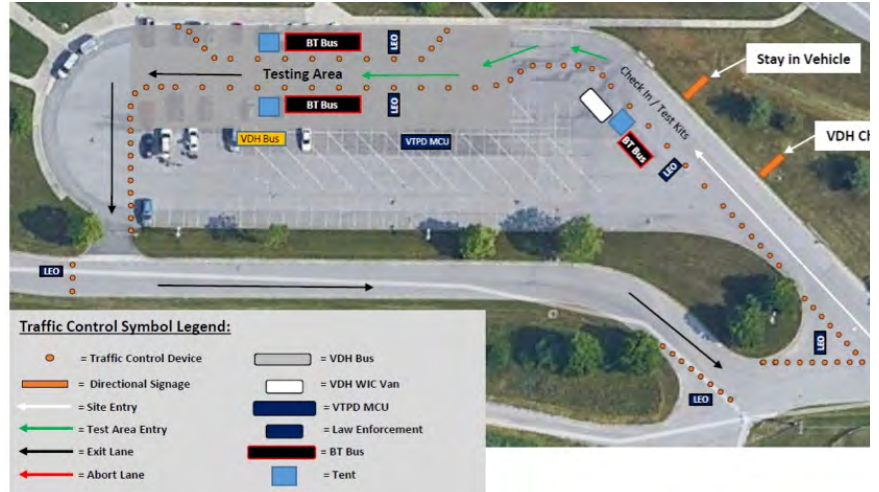 BT Bus
LEO
Stay in Vehicle
Testing Area
Check In / Test Kits
BT Bus
LEO
VDH Bus
VTPD MCU
BT Bus
LEO
VDH Ch
LEO
LEO
LEO
Traffic Control Symbol Legend:
= Traffic Control Device
= VDH Bus
= Directional Signage
= VDH WIC Van
= Site Entry
= VTPD MCU
= Test Area Entry
= Law Enforcement
= Exit Lane
= BT Bus
= Abort Lane
= Tent